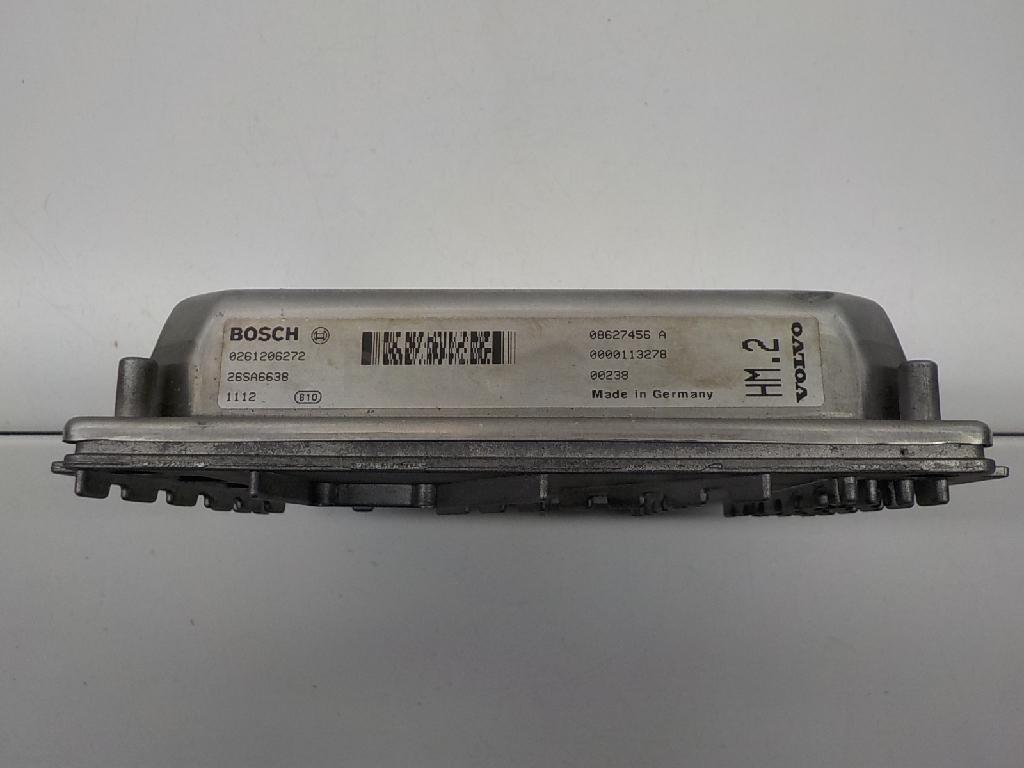 BOSCH
0261206272
26SA6638
1112 B10
08627456 A
0000113278
00238
Made in Germany
HM.2
VOLVO